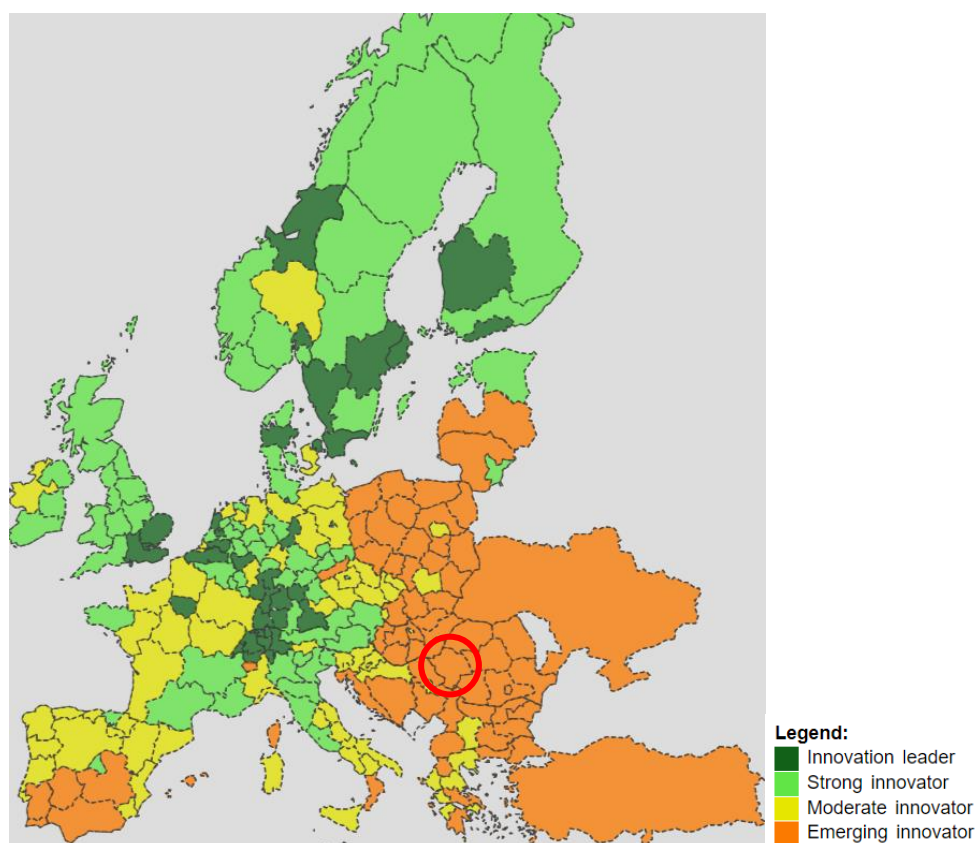 Legend:
Innovation leader
Strong innovator
Moderate innovator
Emerging innovator